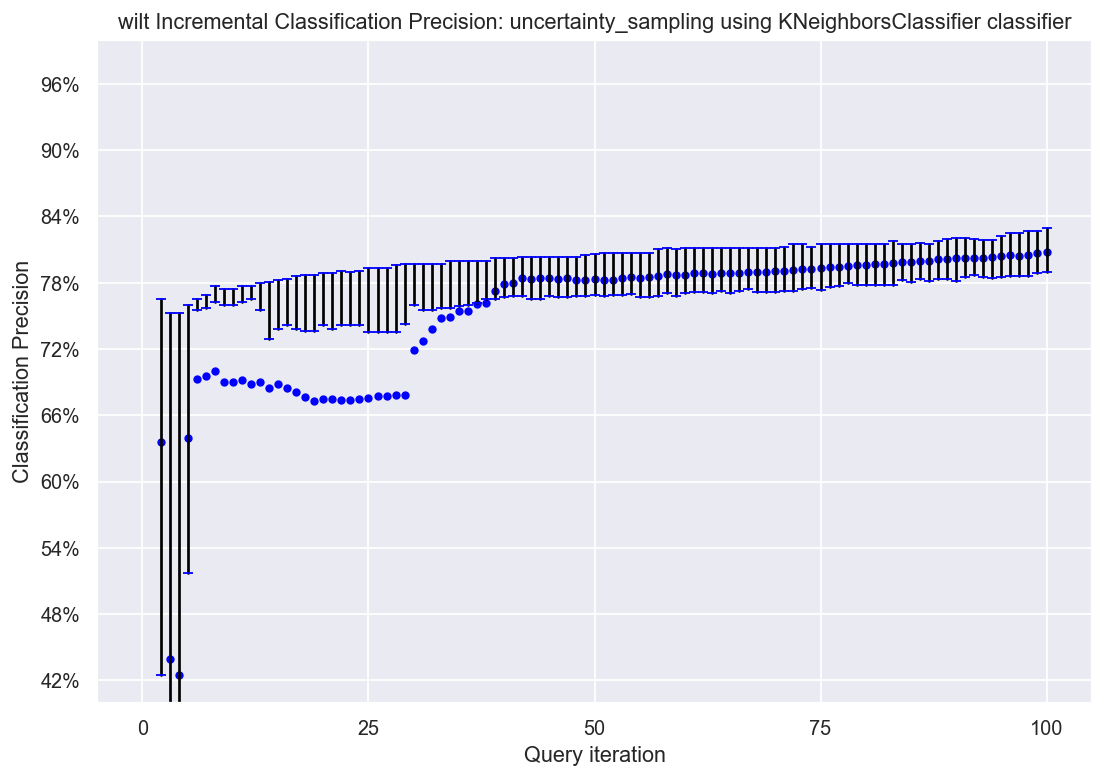 wilt Incremental Classification Precision: uncertainty_sampling using KNeighborsClassifier classifier
96%
90%
84%
78%
72%
66%
60%
54%
48%
42%
Classification Precision
0 25 50 75 100
Query iteration